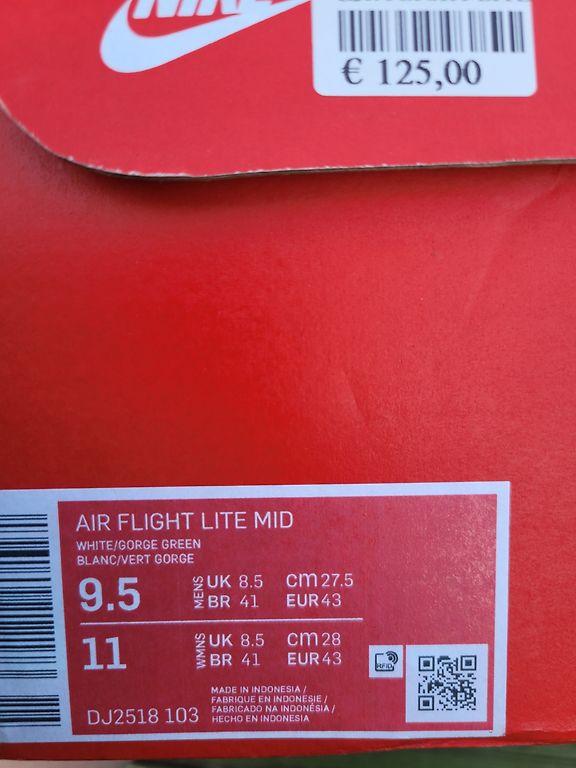 NIKE
€ 125,00
AIR FLIGHT LITE MID
WHITE/GORGE GREEN
BLANC/VERT GORGE
9.5 MENS UK 8.5 cm 27.5
BR 41 EUR 43
11 WMNS UK 8.5 cm 28
BR 41 EUR 43
RFID
DJ2518 103
MADE IN INDONESIA /
FABRIQUE EN INDONESIE /
FABRICADO NA INDONÉSIA /
HECHO EN INDONESIA